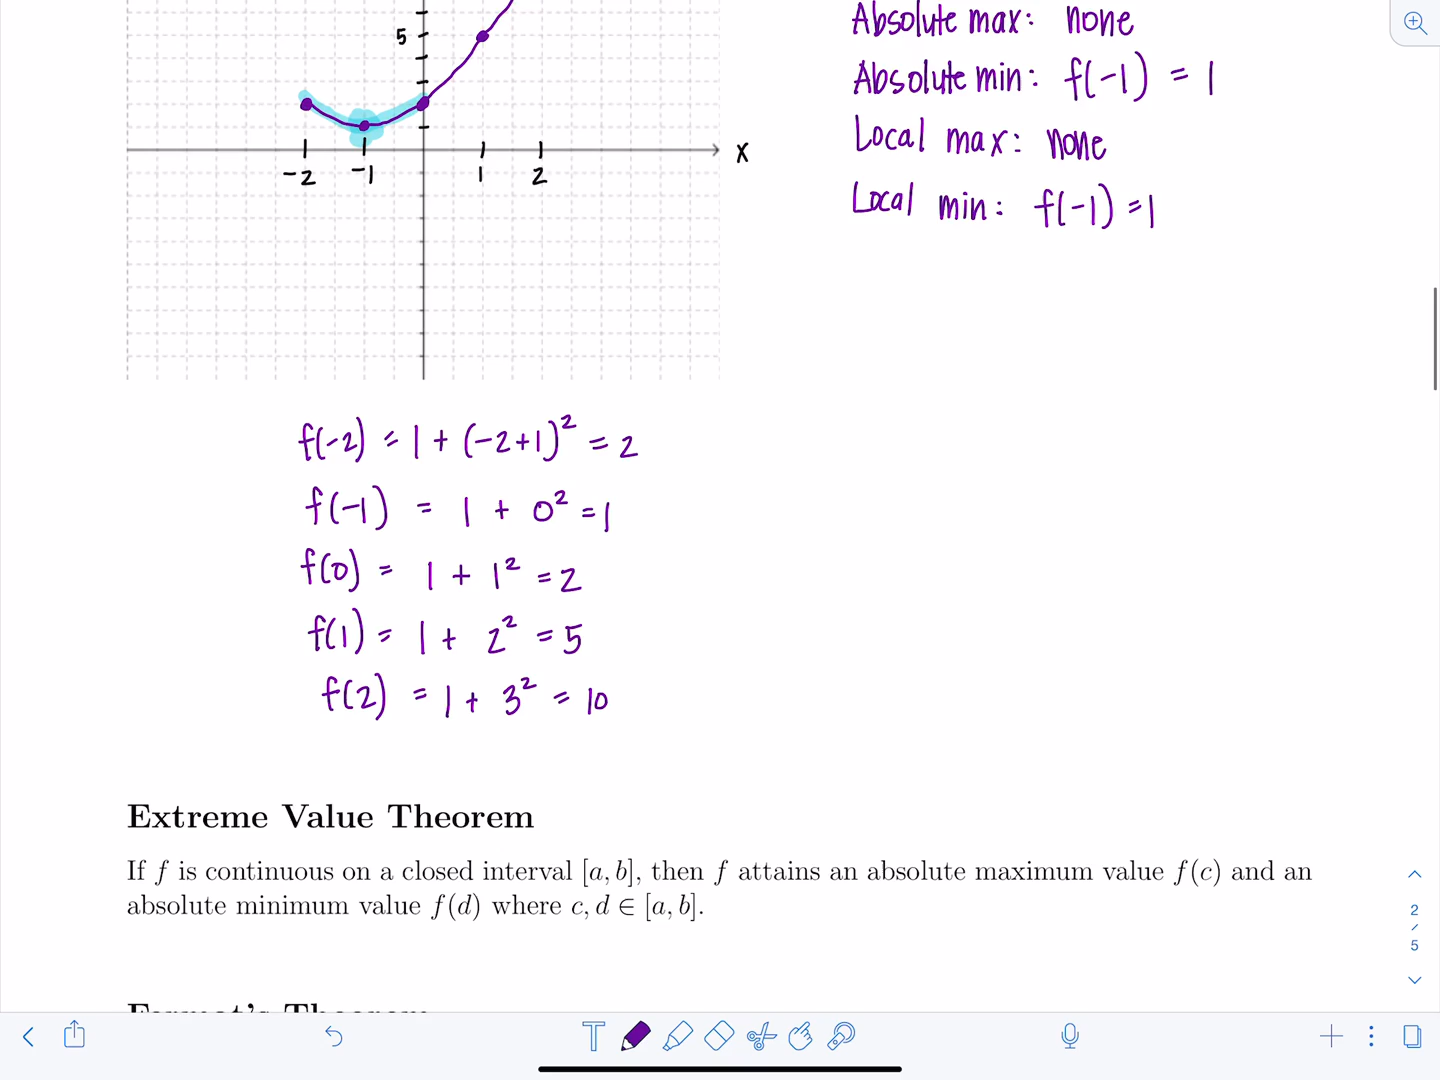 Absolute max: none
Absolute min: f(-1) = 1
Local max: none
Local min: f(-1) = 1
5
x
-2 -1 1 2
f(-2) = 1 + (-2+1)² = 2
f(-1) = 1 + 0² = 1
f(0) = 1 + 1² = 2
f(1) = 1 + 2² = 5
f(2) = 1 + 3² = 10
Extreme Value Theorem
If f is continuous on a closed interval [a, b], then f attains an absolute maximum value f(c) and an
absolute minimum value f(d) where c, d ∈ [a, b].
Fermat's Theorem
2
/
5
T